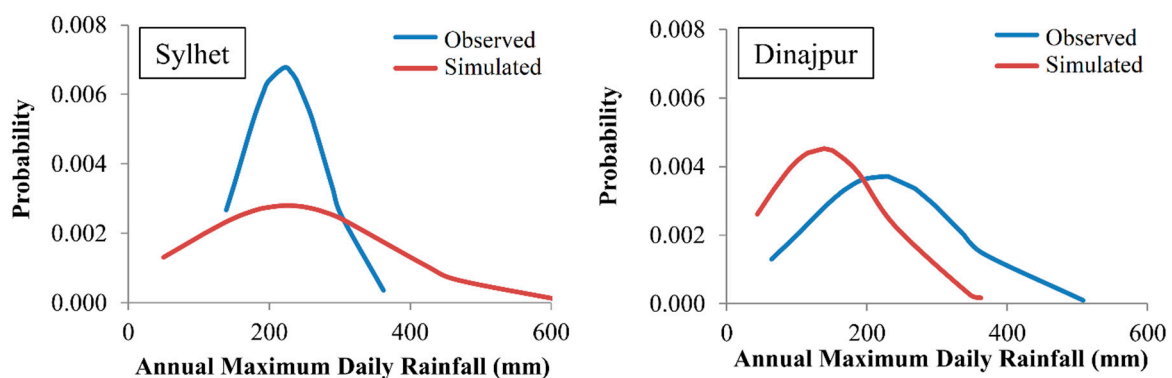 0.008
0.006
0.004
0.002
0.000
Probability
Sylhet
Observed
Simulated
0 200 400 600
Annual Maximum Daily Rainfall (mm)
0.008
0.006
0.004
0.002
0.000
Probability
Dinajpur
Observed
Simulated
0 200 400 600
Annual Maximum Daily Rainfall (mm)